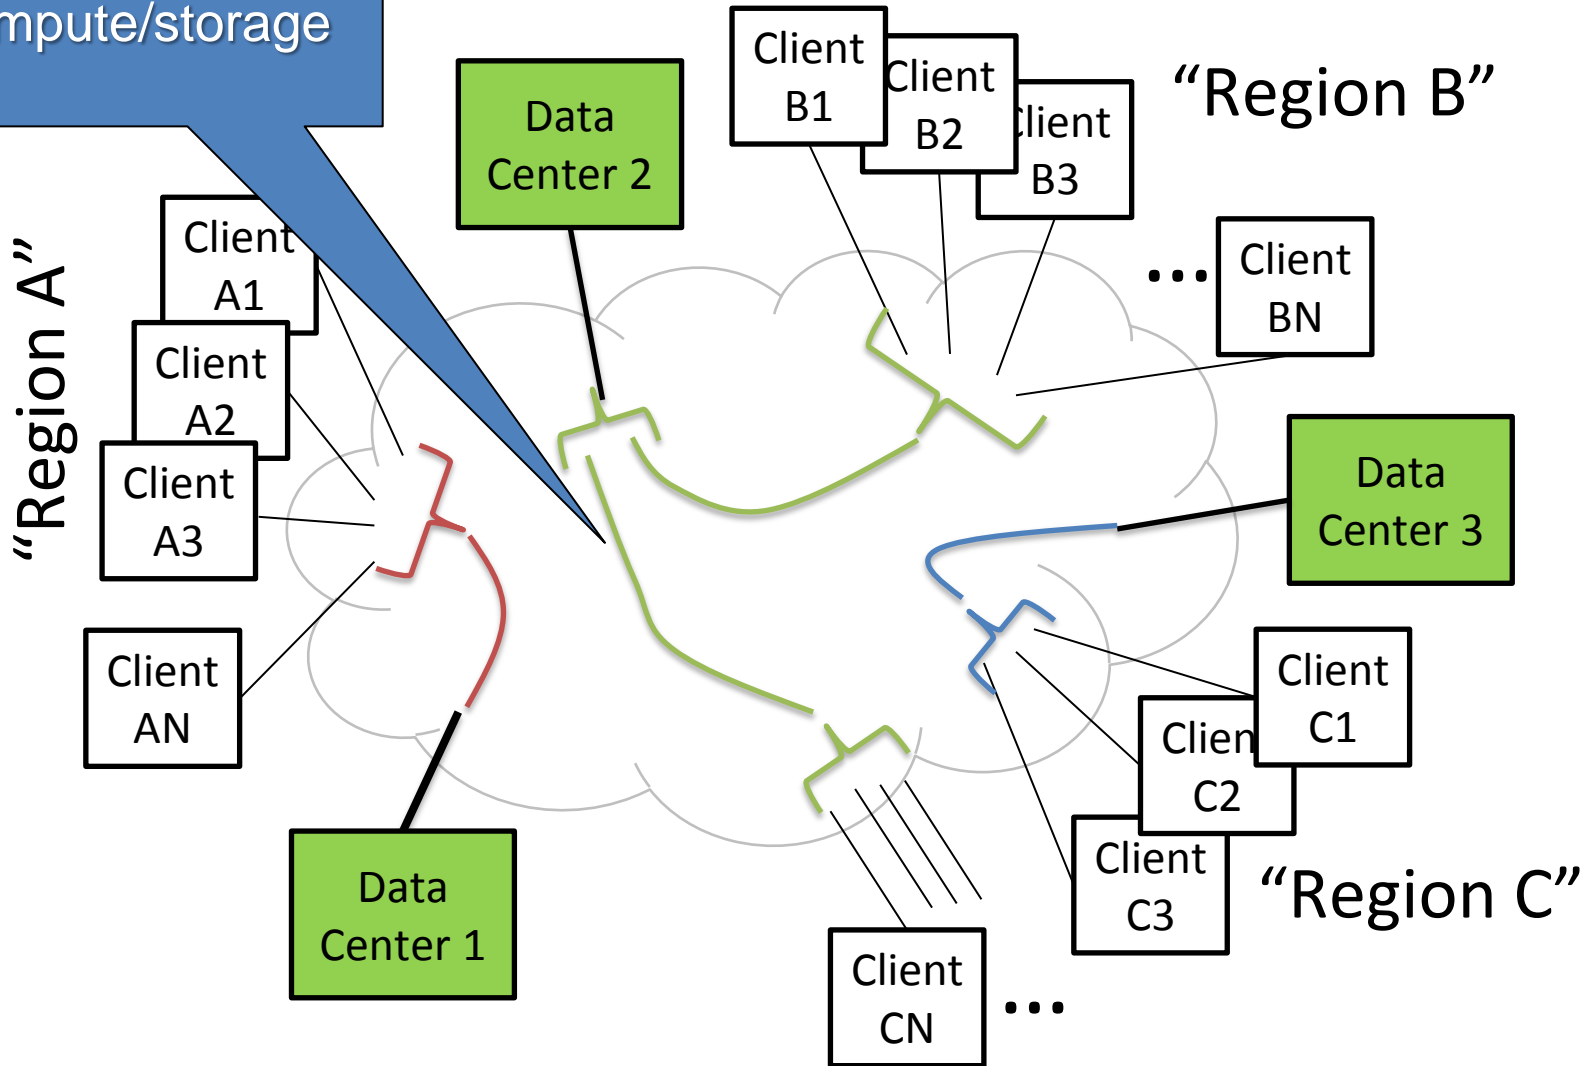 mpute/storage
Data
Center 2
Client
B1
Client
B2
Client
B3
“Region B”
“Region A”
Client
A1
Client
A2
Client
A3
Client
AN
...
Client
BN
Data
Center 3
Data
Center 1
Client
C1
Clien
C2
Client
C3
“Region C”
Client
CN
...